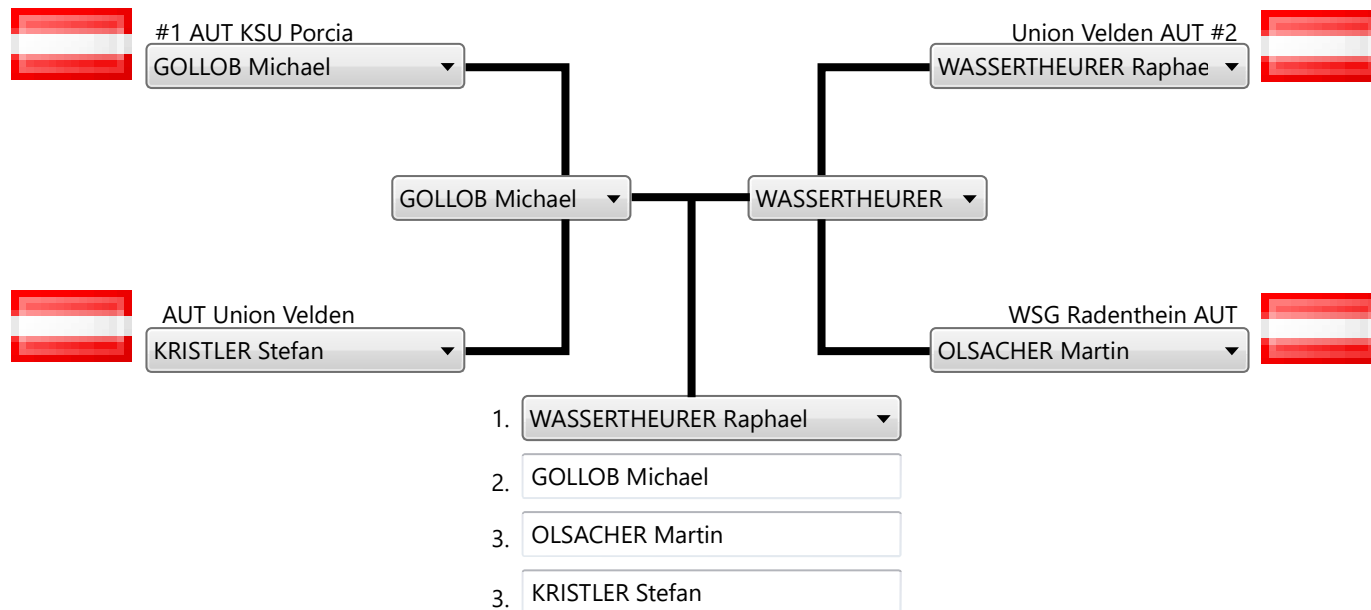 #1 AUT KSU Porcia
GOLLOB Michael
Union Velden AUT #2
WASSERTHEURER Raphae
GOLLOB Michael
WASSERTHEURER
AUT Union Velden
KRISTLER Stefan
WSG Radenthein AUT
OLSACHER Martin
1. WASSERTHEURER Raphael
2. GOLLOB Michael
3. OLSACHER Martin
3. KRISTLER Stefan